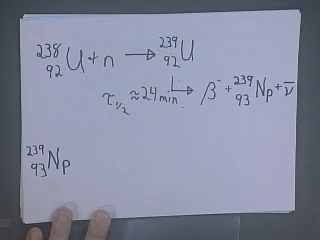 ²³⁸₉₂U + n → ²³⁹₉₂U
τ₁/₂ ≈ 24 min ↳ β⁻ + ²³⁹₉₃Np + ν̅
²³⁹₉₃Np